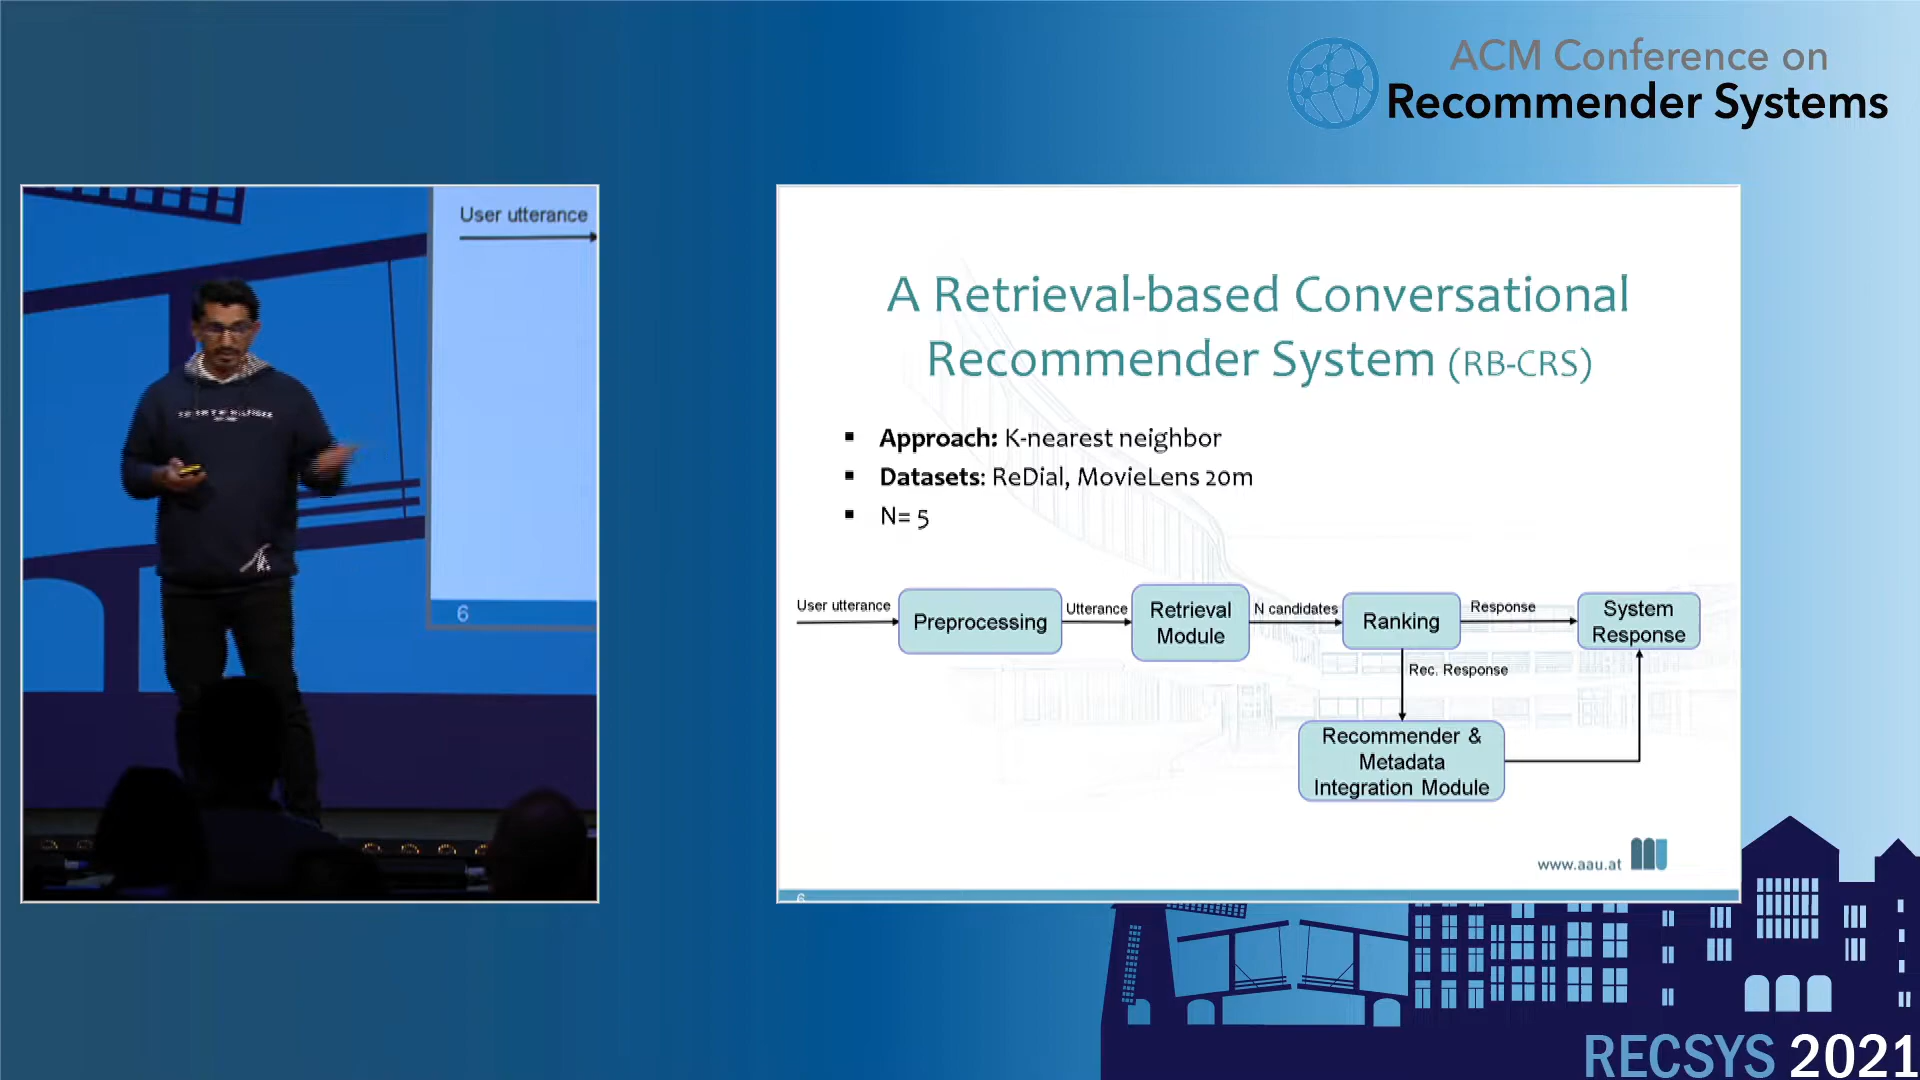 ACM Conference on
Recommender Systems
User utterance
6
A Retrieval-based Conversational
Recommender System (RB-CRS)
▪ Approach: K-nearest neighbor
▪ Datasets: ReDial, MovieLens 20m
▪ N= 5
User utterance
Preprocessing
Utterance
Retrieval
Module
N candidates
Ranking
Response
System
Response
Rec. Response
Recommender &
Metadata
Integration Module
www.aau.at
6
RECSYS 2021